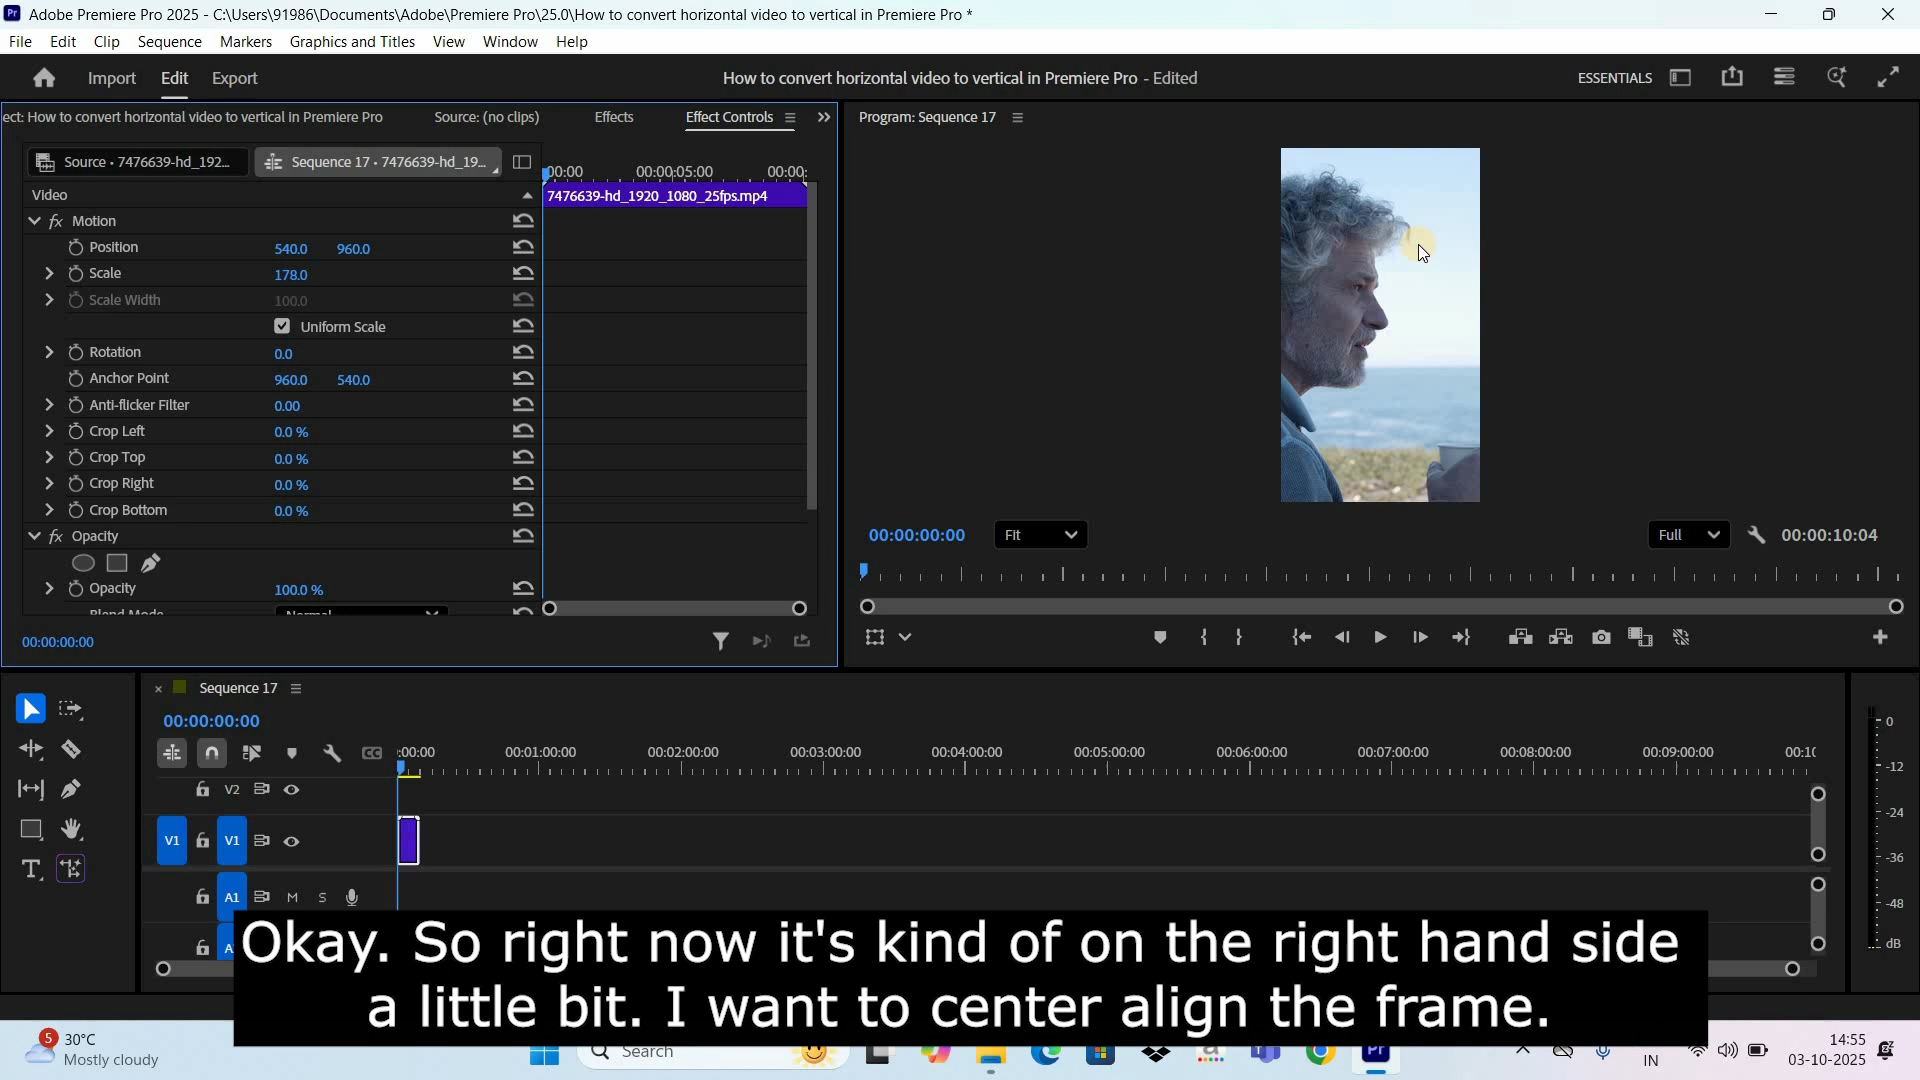 Adobe Premiere Pro 2025 - C:\Users\91986\Documents\Adobe\Premiere Pro\25.0\How to convert horizontal video to vertical in Premiere Pro *
File Edit Clip Sequence Markers Graphics and Titles View Window Help
Import Edit Export
How to convert horizontal video to vertical in Premiere Pro - Edited
ESSENTIALS
ect: How to convert horizontal video to vertical in Premiere Pro Source: (no clips) Effects Effect Controls
Program: Sequence 17
Source • 7476639-hd_192... Sequence 17 • 7476639-hd_19...
:00:00 00:00:05:00 00:00:
Video
7476639-hd_1920_1080_25fps.mp4
fx Motion
Position 540.0 960.0
Scale 178.0
Scale Width 100.0
Uniform Scale
Rotation 0.0
Anchor Point 960.0 540.0
Anti-flicker Filter 0.00
Crop Left 0.0 %
Crop Top 0.0 %
Crop Right 0.0 %
Crop Bottom 0.0 %
fx Opacity
Opacity 100.0 %
Blend Mode Normal
00:00:00:00
00:00:00:00 Fit Full 00:00:10:04
× Sequence 17
00:00:00:00
CC
:00:00 00:01:00:00 00:02:00:00 00:03:00:00 00:04:00:00 00:05:00:00 00:06:00:00 00:07:00:00 00:08:00:00 00:09:00:00 00:10
V2
V1 V1
A1 M S
T
0
-12
-24
-36
-48
dB
Okay. So right now it's kind of on the right hand side
a little bit. I want to center align the frame.
5
30°C
Mostly cloudy
Search
Pr
IN
14:55
03-10-2025